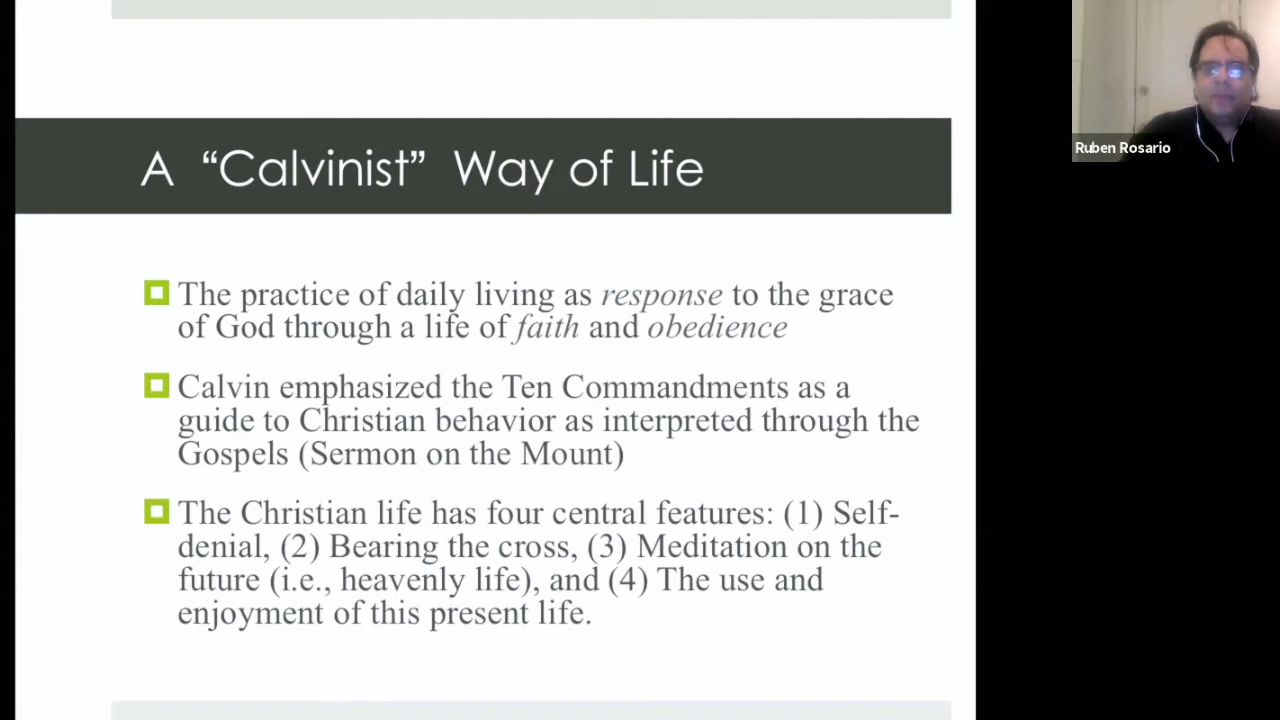 A “Calvinist” Way of Life
The practice of daily living as response to the grace
of God through a life of faith and obedience
Calvin emphasized the Ten Commandments as a
guide to Christian behavior as interpreted through the
Gospels (Sermon on the Mount)
The Christian life has four central features: (1) Self-
denial, (2) Bearing the cross, (3) Meditation on the
future (i.e., heavenly life), and (4) The use and
enjoyment of this present life.
Ruben Rosario